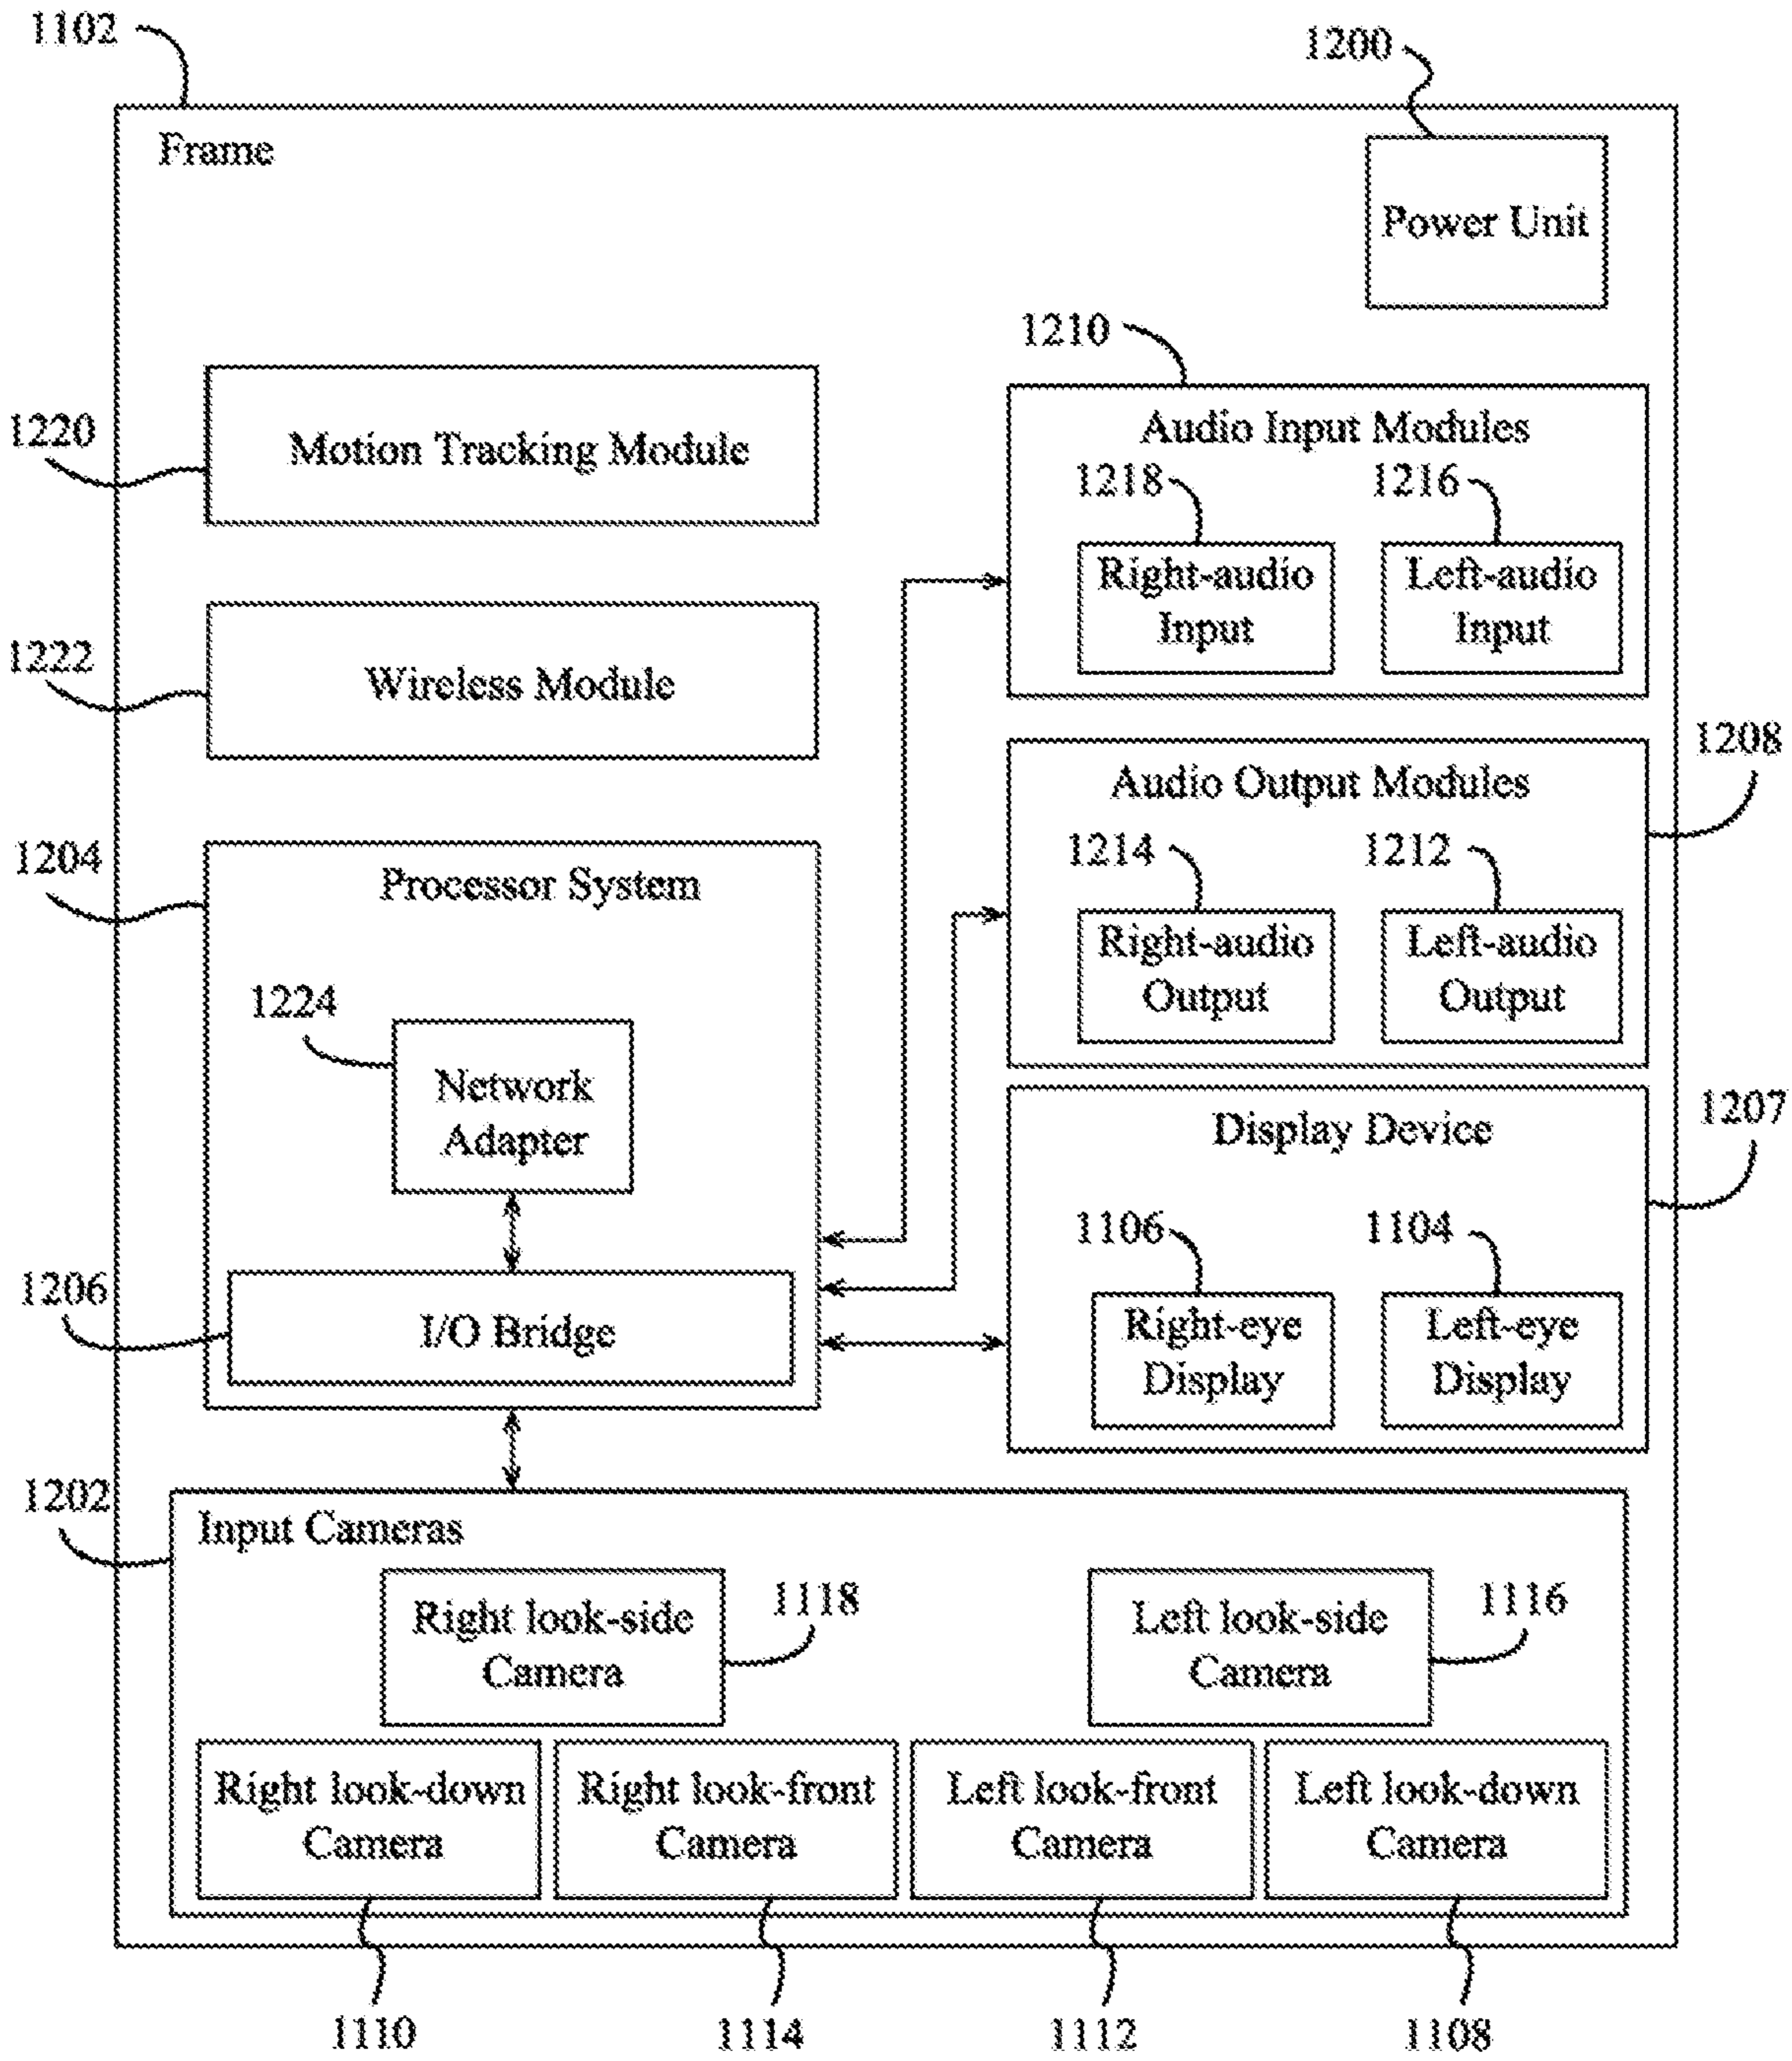 1102
1200
Frame
Power Unit
1210
1220
Motion Tracking Module
Audio Input Modules
1218
1216
Right-audio
Input
Left-audio
Input
1222
Wireless Module
1208
Audio Output Modules
1214
1212
Right-audio
Output
Left-audio
Output
1204
Processor System
1224
Network
Adapter
1207
Display Device
1106
1104
Right-eye
Display
Left-eye
Display
1206
I/O Bridge
1202
Input Cameras
Right look-side
Camera
1118
Left look-side
Camera
1116
Right look-down
Camera
Right look-front
Camera
Left look-front
Camera
Left look-down
Camera
1110
1114
1112
1108